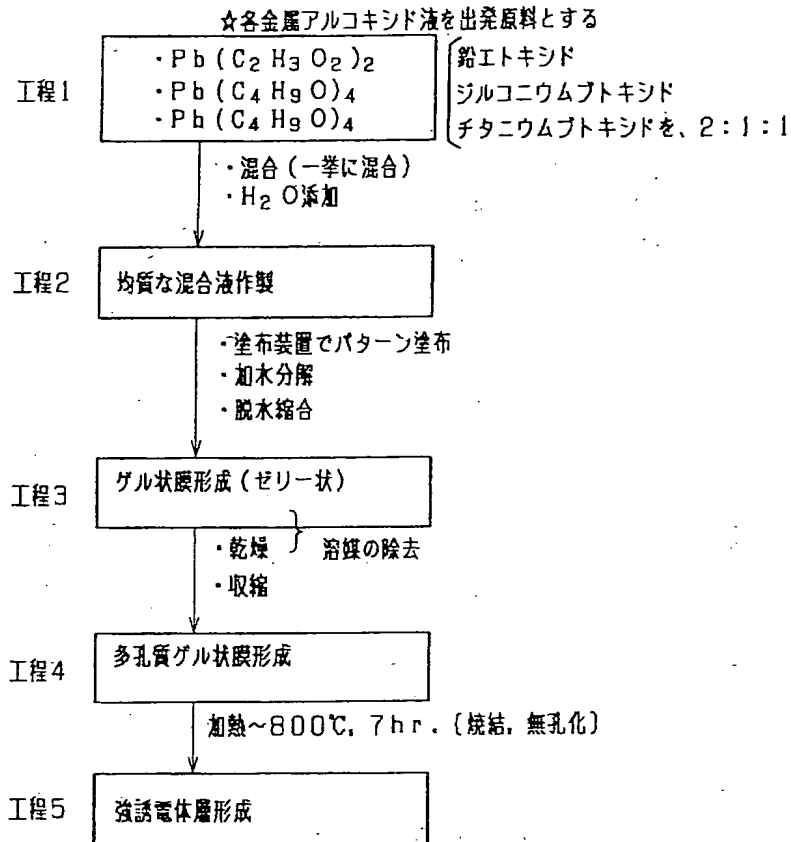 ☆各金属アルコキシド液を出発原料とする
工程1
・Pb(C2H3O2)2
・Pb(C4H9O)4
・Pb(C4H9O)4
鉛エトキシド
ジルコニウムブトキシド
チタニウムブトキシドを、2:1:1
・混合(一挙に混合)
・H2O添加
工程2
均質な混合液作製
・塗布装置でパターン塗布
・加水分解
・脱水縮合
工程3
ゲル状膜形成(ゼリー状)
・乾燥
・収縮
溶媒の除去
工程4
多孔質ゲル状膜形成
加熱~800℃, 7hr.{焼結, 無孔化}
工程5
強誘電体層形成